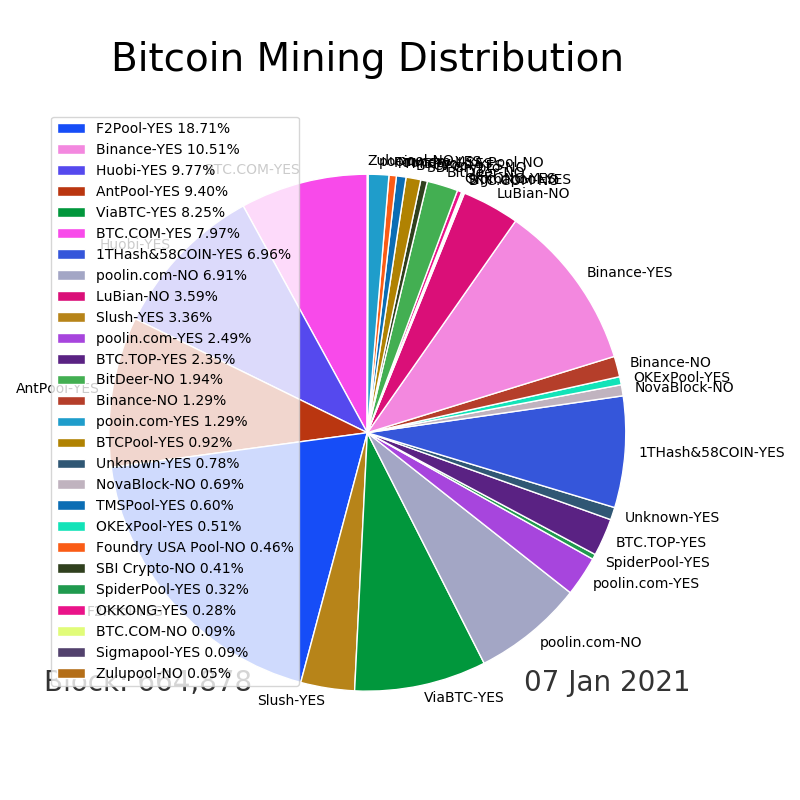 Bitcoin Mining Distribution
F2Pool-YES 18.71%
Binance-YES 10.51%
Huobi-YES 9.77%
AntPool-YES 9.40%
ViaBTC-YES 8.25%
BTC.COM-YES 7.97%
1THash&58COIN-YES 6.96%
poolin.com-NO 6.91%
LuBian-NO 3.59%
Slush-YES 3.36%
poolin.com-YES 2.49%
BTC.TOP-YES 2.35%
BitDeer-NO 1.94%
Binance-NO 1.29%
pooin.com-YES 1.29%
BTCPool-YES 0.92%
Unknown-YES 0.78%
NovaBlock-NO 0.69%
TMSPool-YES 0.60%
OKExPool-YES 0.51%
Foundry USA Pool-NO 0.46%
SBI Crypto-NO 0.41%
SpiderPool-YES 0.32%
OKKONG-YES 0.28%
BTC.COM-NO 0.09%
Sigmapool-YES 0.09%
Zulupool-NO 0.05%
BTC.COM-YES
Huobi-YES
AntPool-YES
Zulupool-NO
BitDeer-NO
LuBian-NO
Binance-YES
Binance-NO
OKExPool-YES
NovaBlock-NO
1THash&58COIN-YES
Unknown-YES
BTC.TOP-YES
SpiderPool-YES
poolin.com-YES
poolin.com-NO
ViaBTC-YES
Slush-YES
Block: 664,878
07 Jan 2021